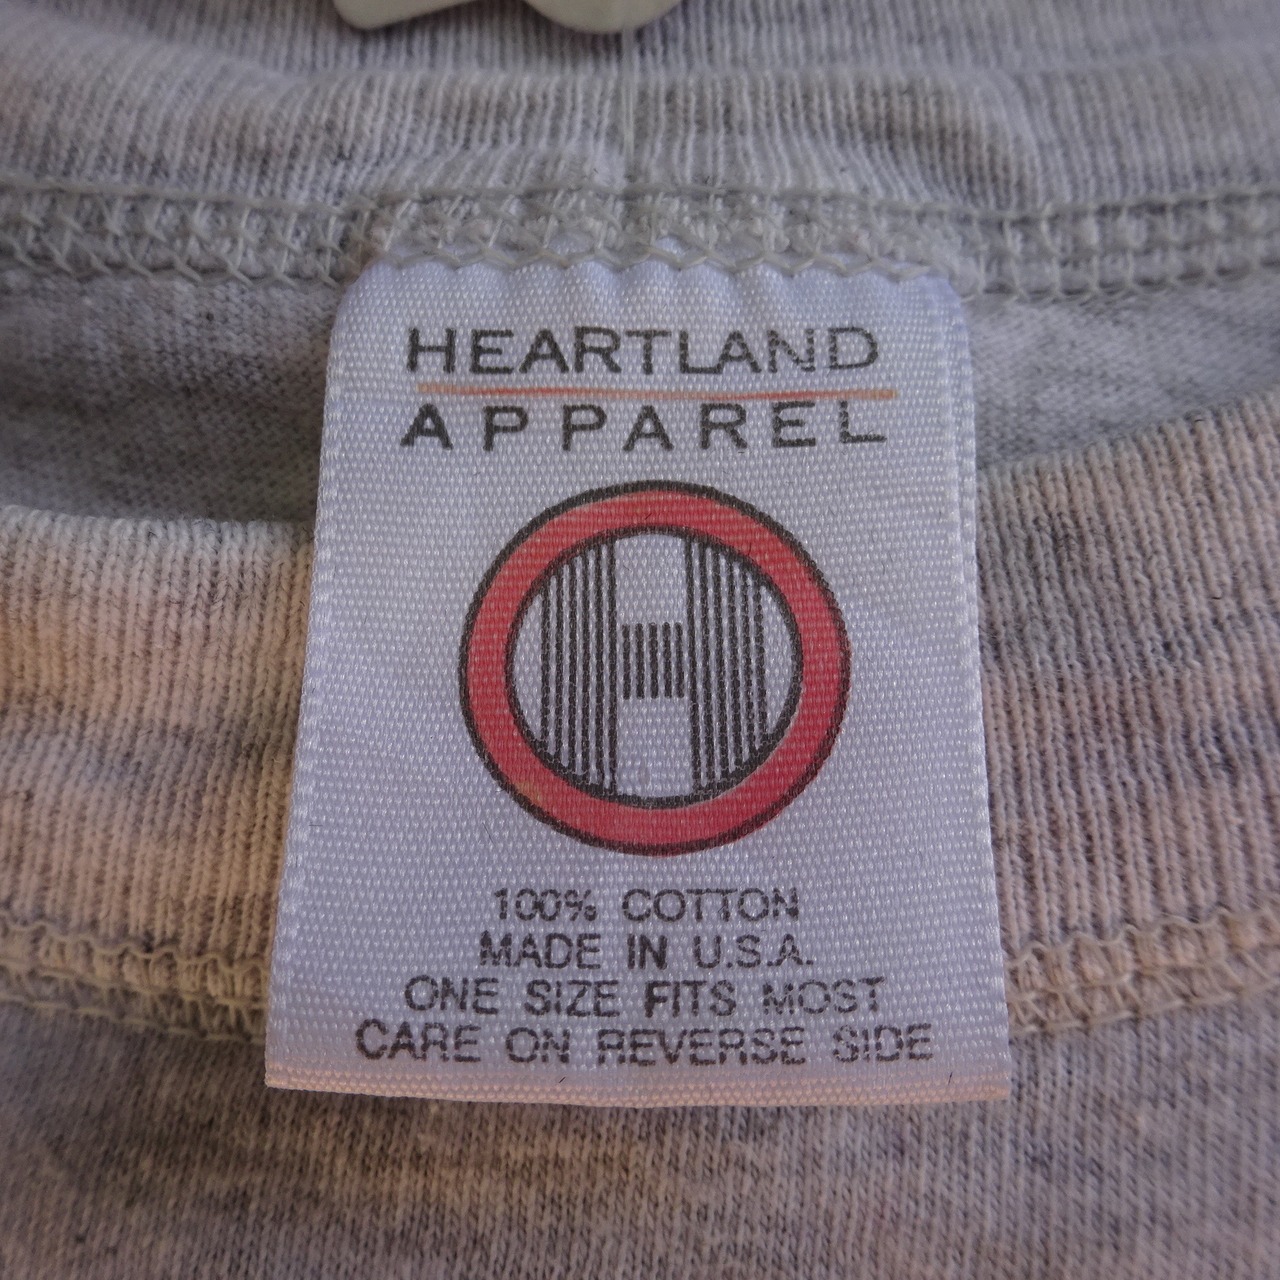 HEARTLAND
APPAREL
H
100% COTTON
MADE IN U.S.A.
ONE SIZE FITS MOST
CARE ON REVERSE SIDE